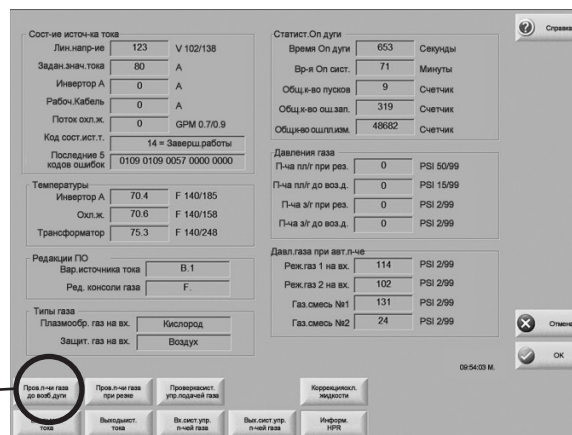 Сост-ие источ-ка тока
Лин.напр-ие 123 V 102/138
Задан.знач.тока 80 A
Инвертор A 0 A
Рабоч.Кабель 0 A
Поток охл.ж. 0 GPM 0.7/0.9
Код сост.ист.т. 14 = Заверш.работы
Последние 5
кодов ошибок 0109 0109 0057 0000 0000
Температуры
Инвертор A 70.4 F 140/185
Охл.ж. 70.6 F 140/158
Трансформатор 75.3 F 140/248
Редакции ПО
Вар.источника тока B.1
Ред. консоли газа F.
Типы газа
Плазмообр. газ на вх. Кислород
Защит. газ на вх. Воздух
Статист.Оп дуги
Время Оп дуги 653 Секунды
Вр-я Оп сист. 71 Минуты
Общ.к-во пусков 9 Счетчик
Общ.к-во ош.зап. 319 Счетчик
Общ.к-во ош.пл.изм. 48682 Счетчик
Давления газа
П-ча пл/г при рез. 0 PSI 50/99
П-ча пл/г до воз.д. 0 PSI 15/99
П-ча з/г при рез. 0 PSI 2/99
П-ча з/г до воз.д. 0 PSI 2/99
Давл.газа при авт.п-че
Реж.газ 1 на вх. 114 PSI 2/99
Реж.газ 2 на вх. 102 PSI 2/99
Газ.смесь №1 131 PSI 2/99
Газ.смесь №2 24 PSI 2/99
Справка
Отмена
OK
09:54:03 M.
Пров.п-чи газа
до возб.дуги
Пров.п-чи газа
при резке
Проверкасист.
упр.подачей газа
Коррекцияохл.
жидкости
тока
Выходыист.
тока
Вх.сист.упр.
п-чей газа
Вых.сист.упр.
п-чей газа
Информ.
HPR